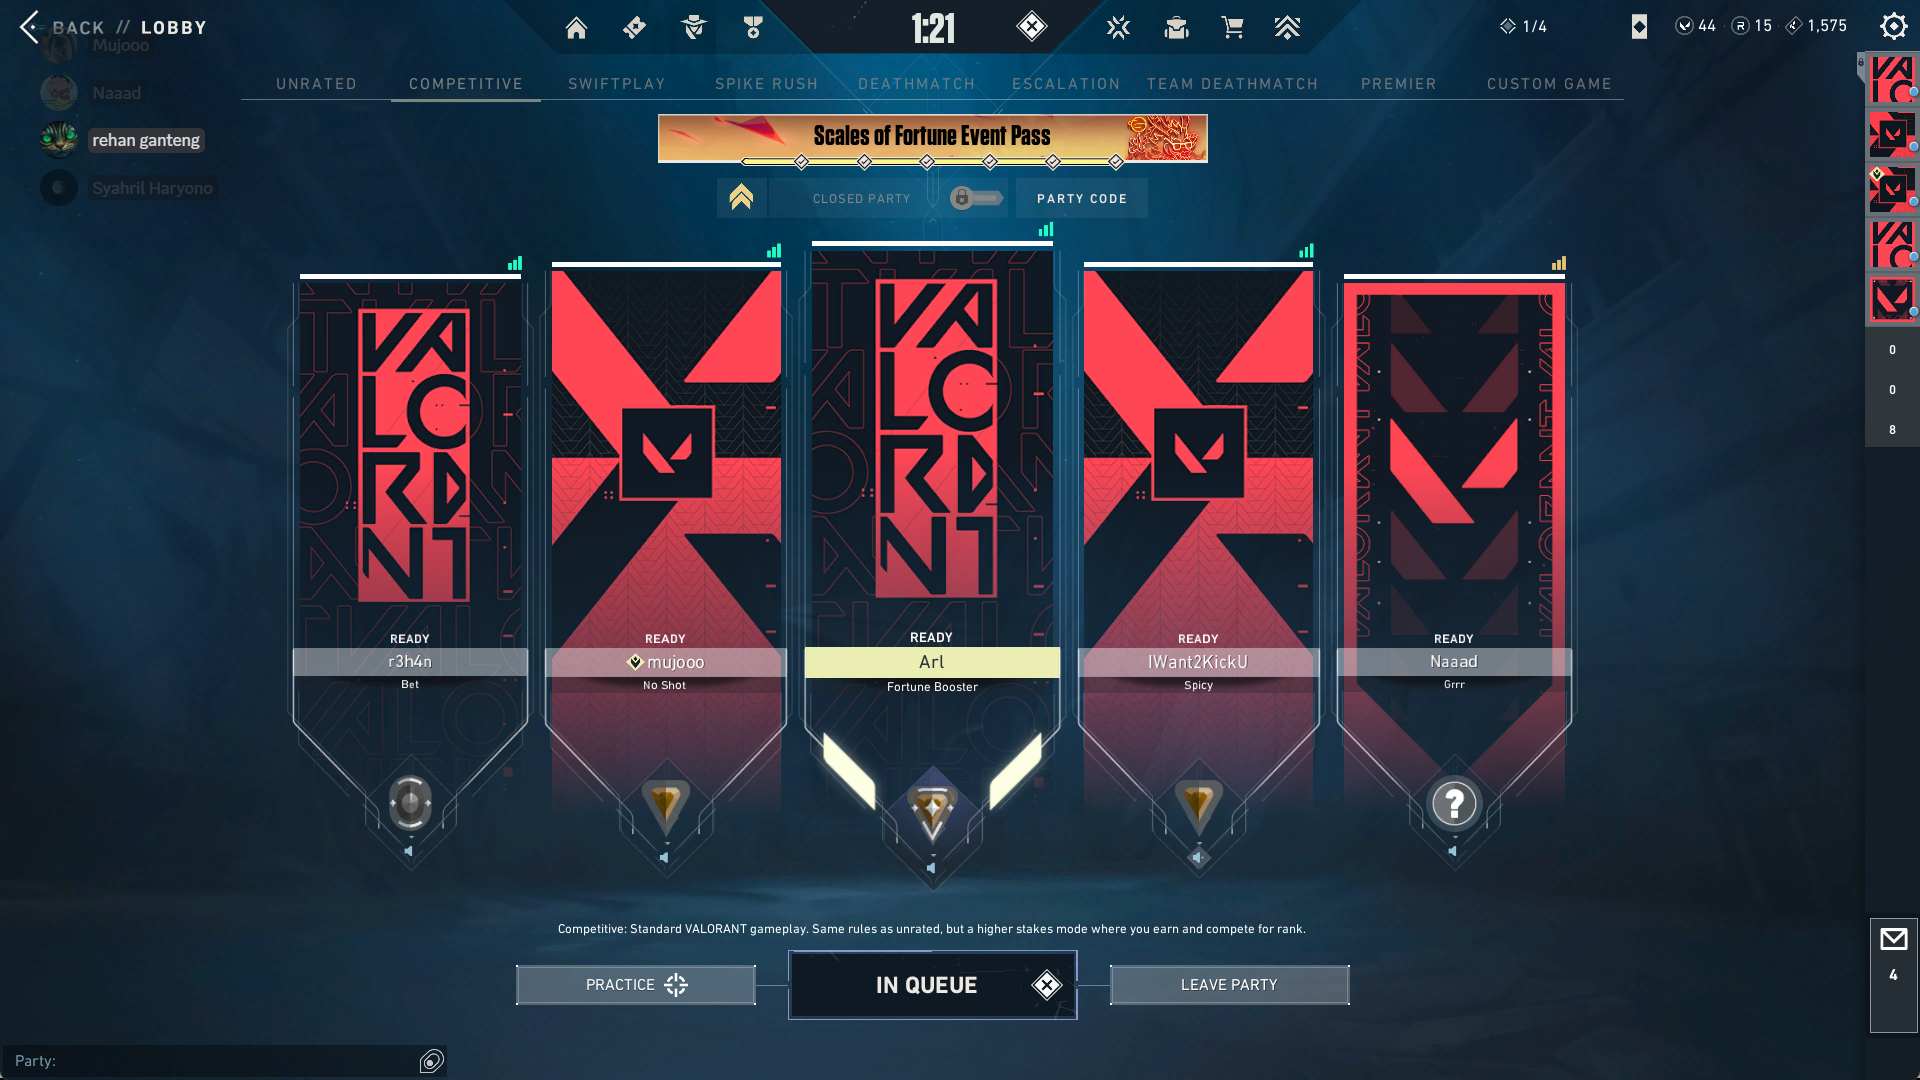 BACK // LOBBY
1:21
1/4
44
R 15
1,575
Mujooo
Naaad
rehan ganteng
Syahril Haryono
UNRATED
COMPETITIVE
SWIFTPLAY
SPIKE RUSH
DEATHMATCH
ESCALATION
TEAM DEATHMATCH
PREMIER
CUSTOM GAME
Scales of Fortune Event Pass
CLOSED PARTY
PARTY CODE
VALORANT
VALORANT
READY
r3h4n
Bet
READY
mujooo
No Shot
READY
Arl
Fortune Booster
READY
IWant2KickU
Spicy
READY
Naaad
Grrr
?
0
0
8
4
Competitive: Standard VALORANT gameplay. Same rules as unrated, but a higher stakes mode where you earn and compete for rank.
PRACTICE
IN QUEUE
LEAVE PARTY
Party: